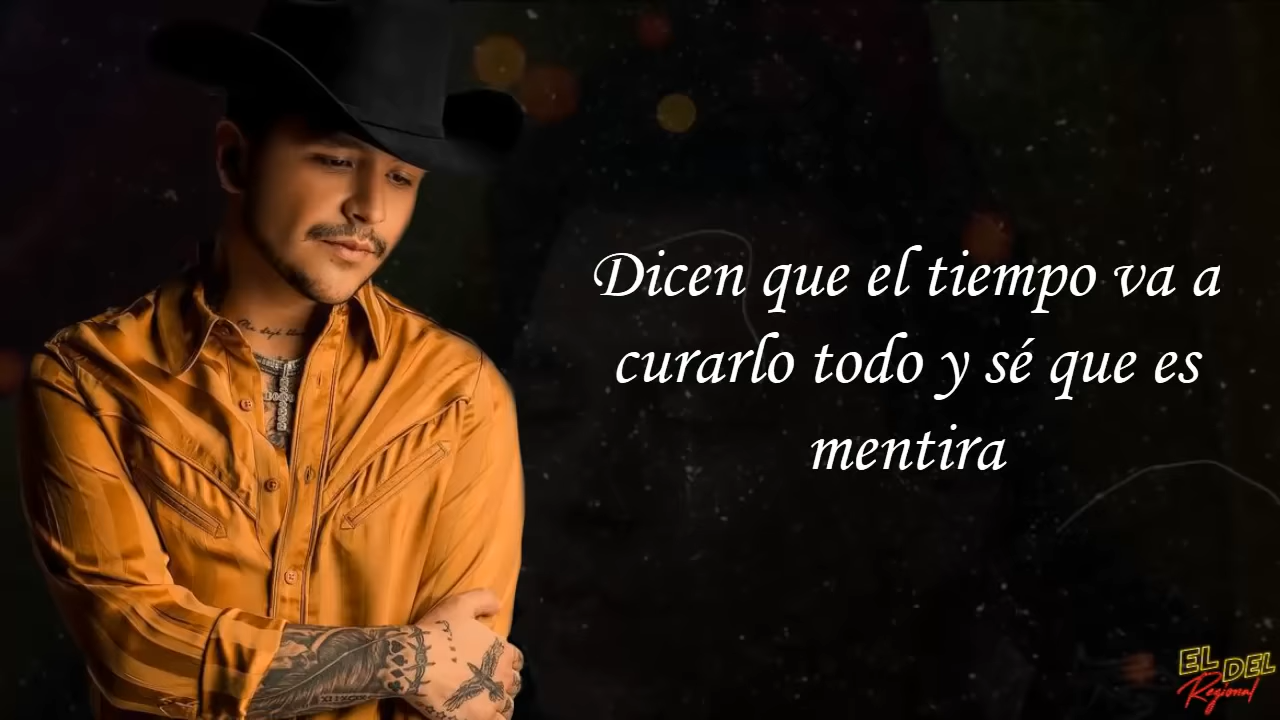 Dicen que el tiempo va a
curarlo todo y sé que es
mentira
EL DEL
Regional